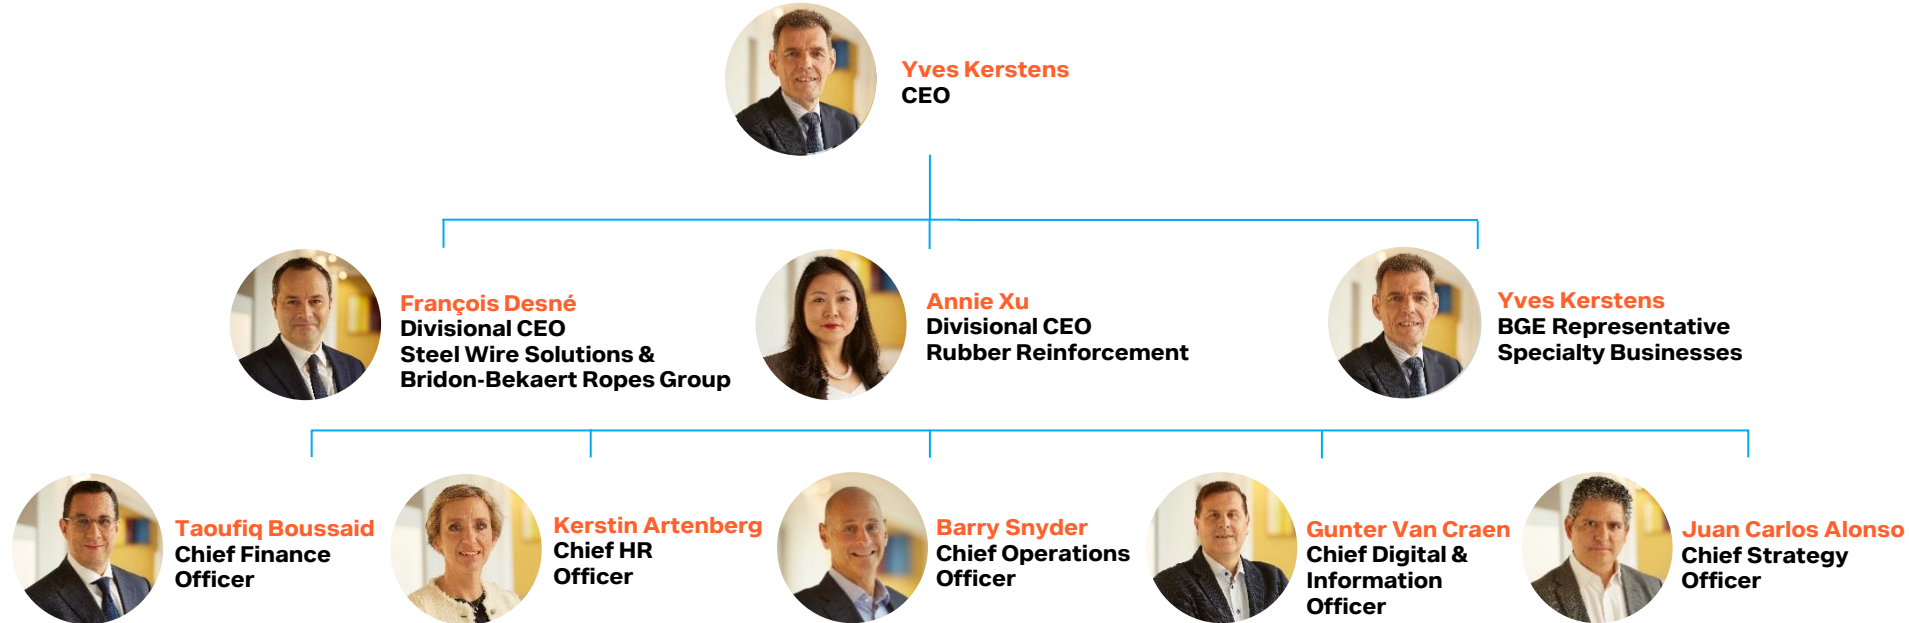 Yves Kerstens
CEO
François Desné
Divisional CEO
Steel Wire Solutions &
Bridon-Bekaert Ropes Group
Annie Xu
Divisional CEO
Rubber Reinforcement
Yves Kerstens
BGE Representative
Specialty Businesses
Taoufiq Boussaid
Chief Finance
Officer
Kerstin Artenberg
Chief HR
Officer
Barry Snyder
Chief Operations
Officer
Gunter Van Craen
Chief Digital &
Information
Officer
Juan Carlos Alonso
Chief Strategy
Officer